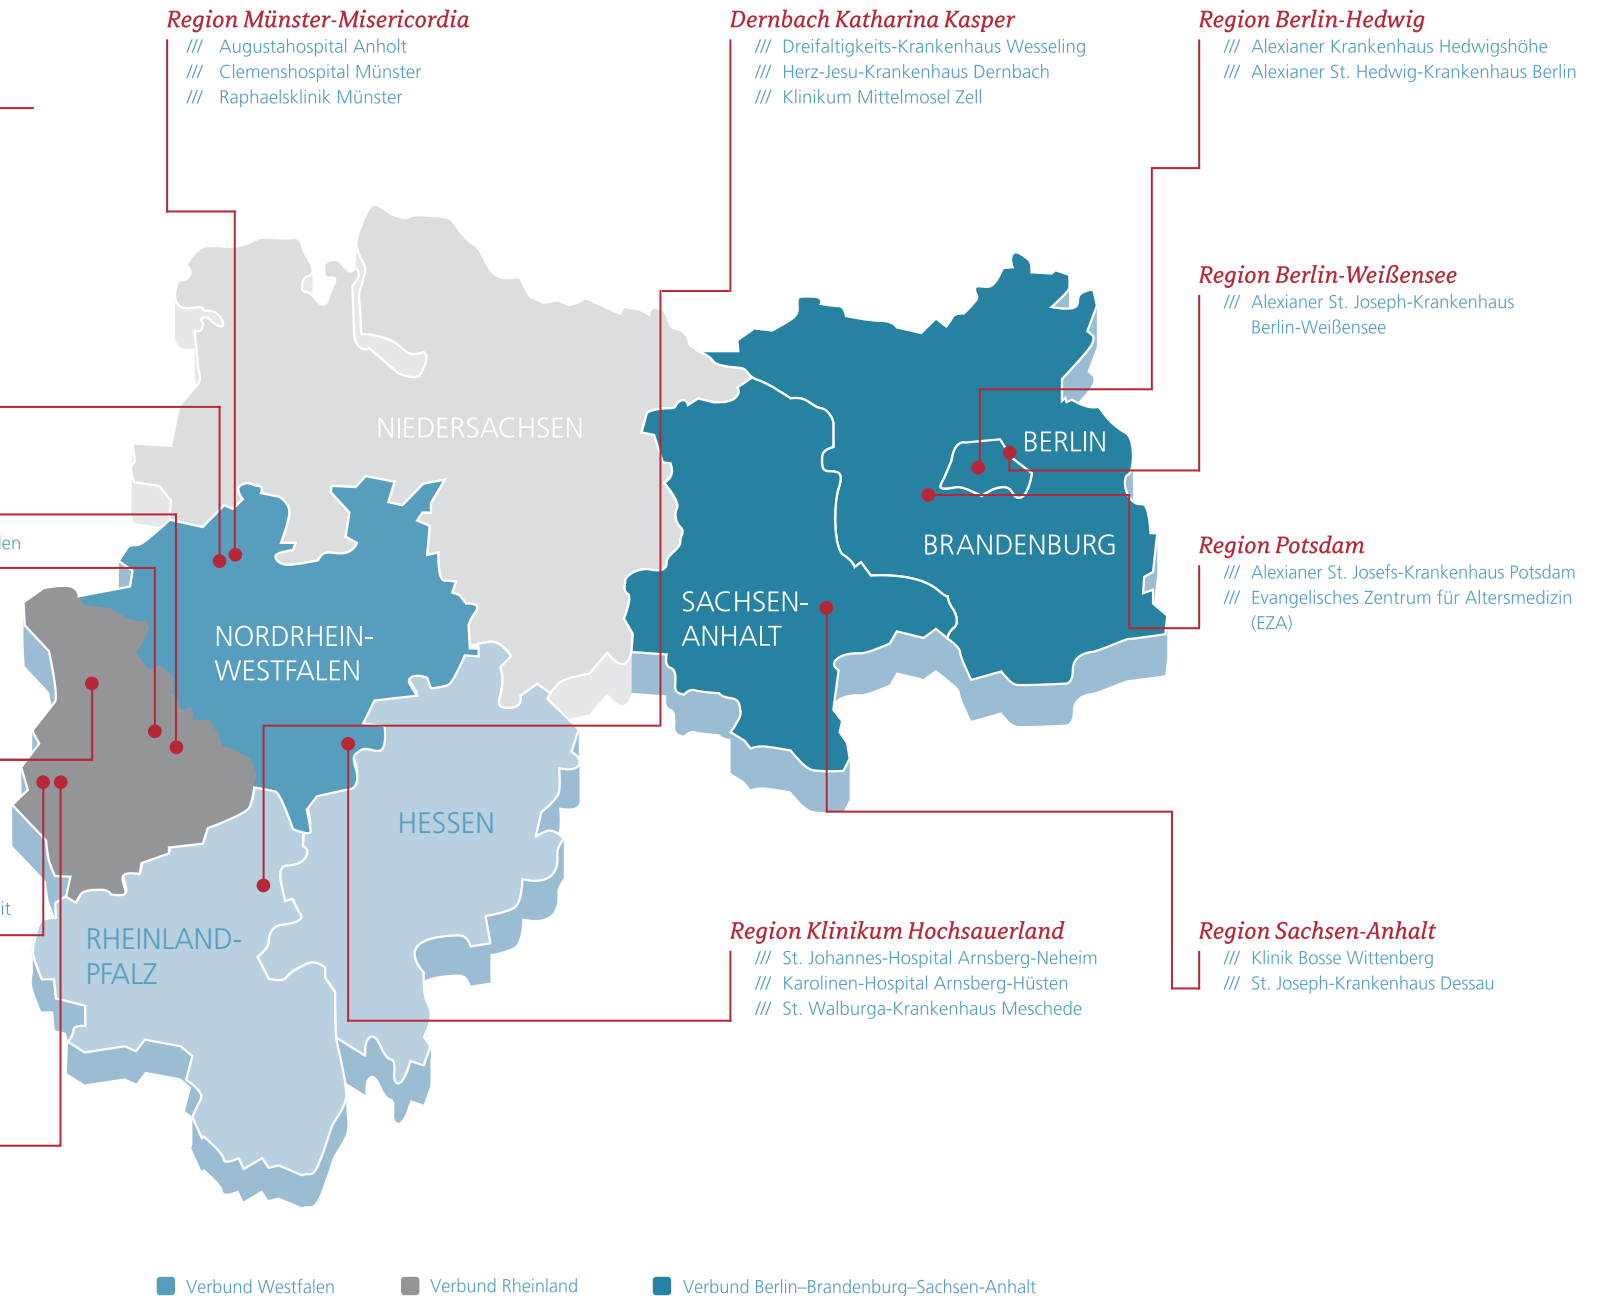 Region Münster-Misericordia
/// Augustahospital Anholt
/// Clemenshospital Münster
/// Raphaelsklinik Münster
Dernbach Katharina Kasper
/// Dreifaltigkeits-Krankenhaus Wesseling
/// Herz-Jesu-Krankenhaus Dernbach
/// Klinikum Mittelmosel Zell
Region Berlin-Hedwig
/// Alexianer Krankenhaus Hedwigshöhe
/// Alexianer St. Hedwig-Krankenhaus Berlin
Region Berlin-Weißensee
/// Alexianer St. Joseph-Krankenhaus
Berlin-Weißensee
NIEDERSACHSEN
BERLIN
BRANDENBURG
Region Potsdam
/// Alexianer St. Josefs-Krankenhaus Potsdam
/// Evangelisches Zentrum für Altersmedizin
(EZA)
SACHSEN-
ANHALT
NORDRHEIN-
WESTFALEN
HESSEN
RHEINLAND-
PFALZ
Region Klinikum Hochsauerland
/// St. Johannes-Hospital Arnsberg-Neheim
/// Karolinen-Hospital Arnsberg-Hüsten
/// St. Walburga-Krankenhaus Meschede
Region Sachsen-Anhalt
/// Klinik Bosse Wittenberg
/// St. Joseph-Krankenhaus Dessau
Verbund Westfalen
Verbund Rheinland
Verbund Berlin–Brandenburg–Sachsen-Anhalt